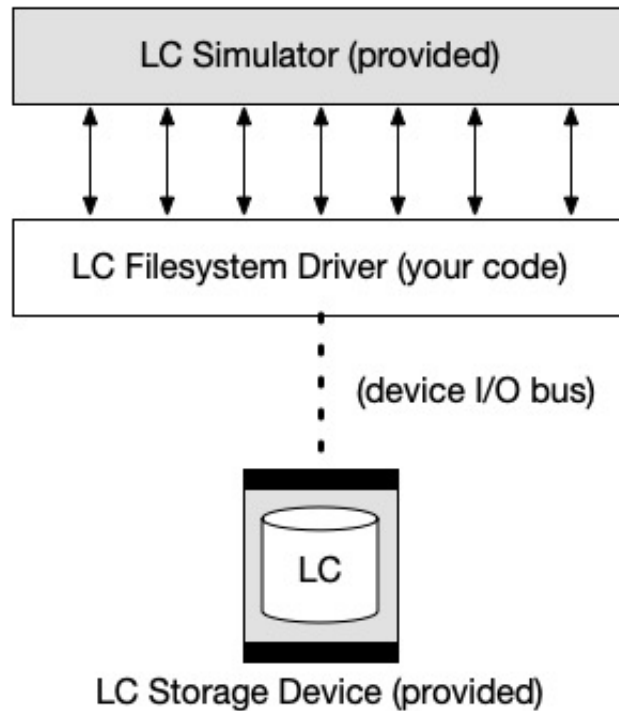 LC Simulator (provided)
LC Filesystem Driver (your code)
(device I/O bus)
LC
LC Storage Device (provided)